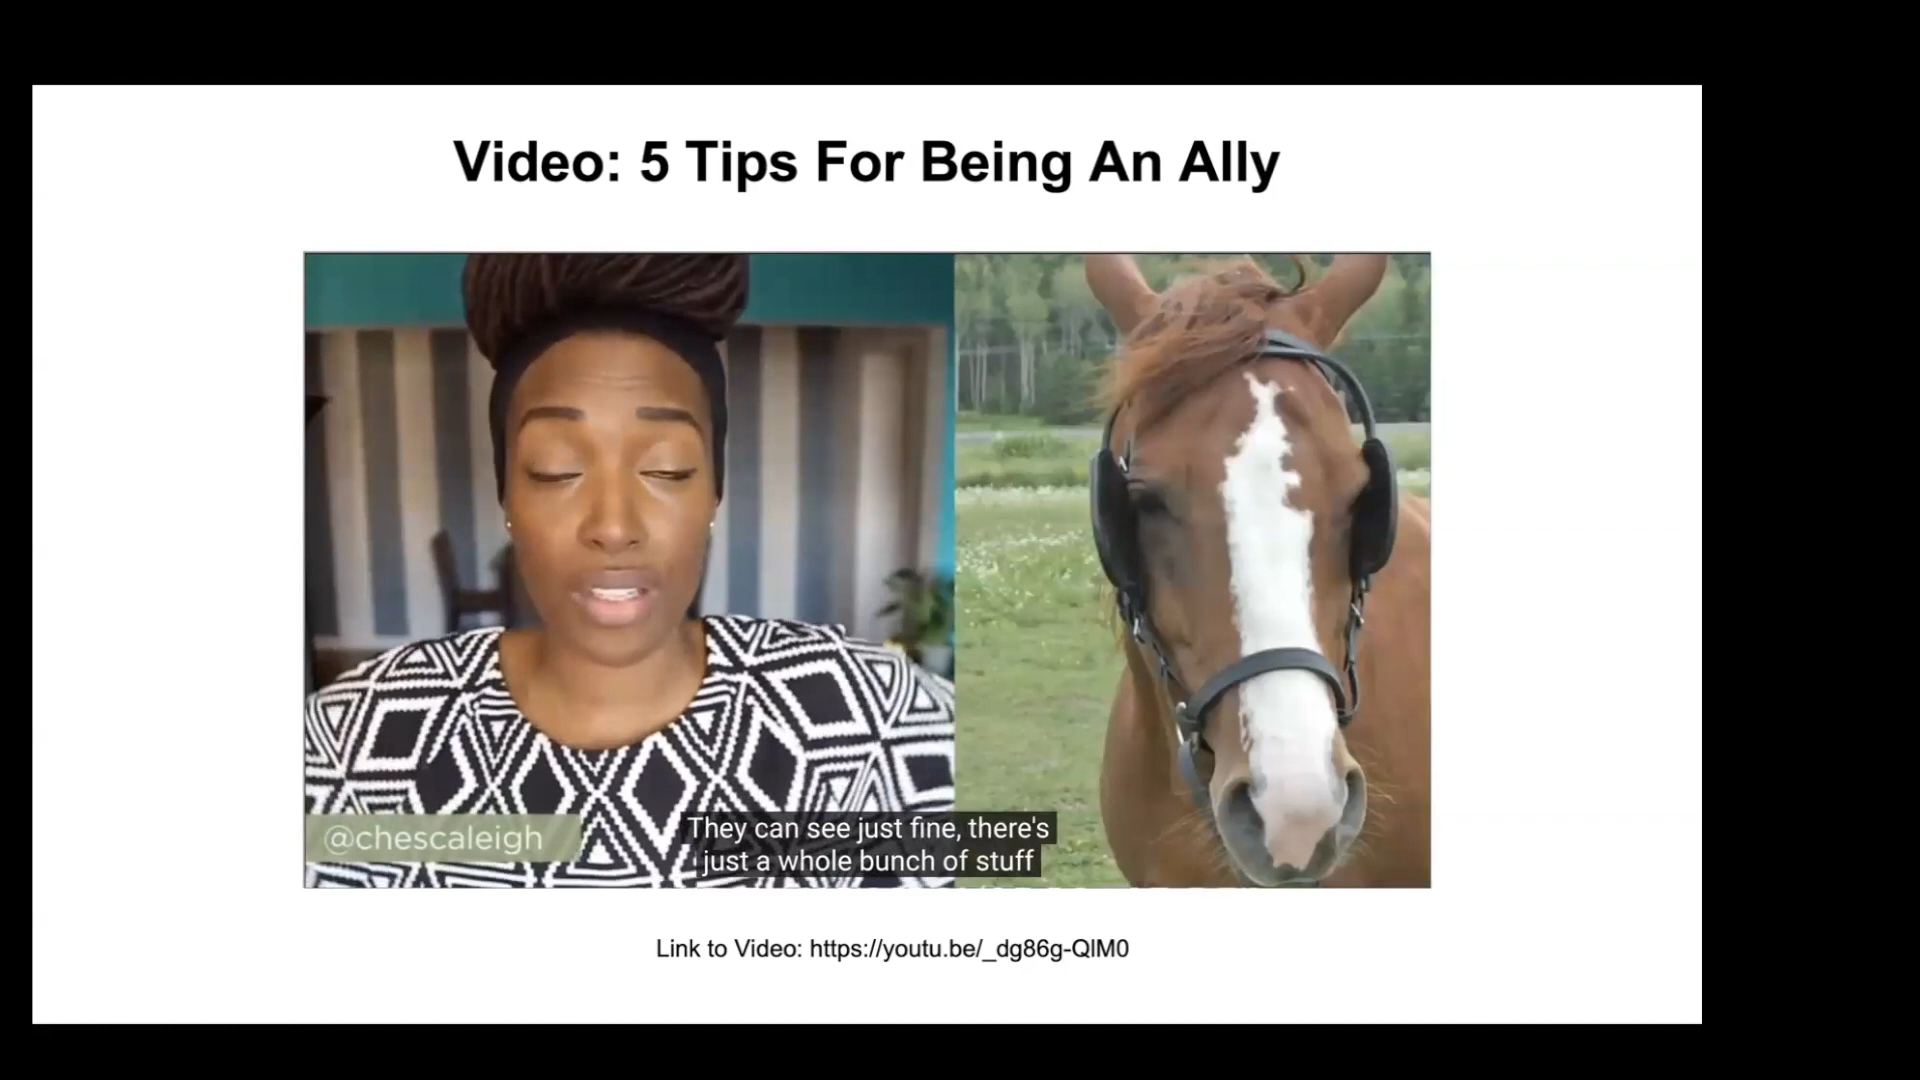 Video: 5 Tips For Being An Ally
@chescaleigh
They can see just fine, there's
just a whole bunch of stuff
Link to Video: https://youtu.be/_dg86g-QlM0